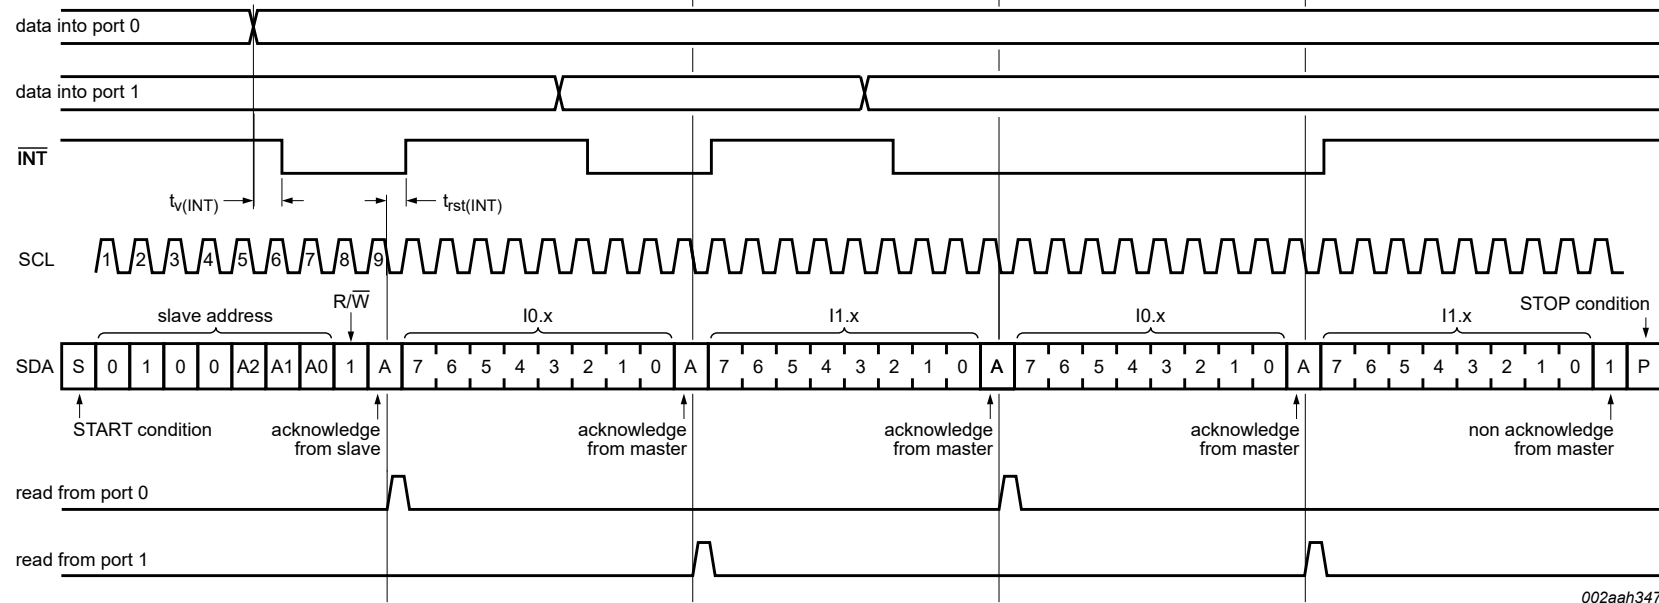 data into port 0
data into port 1
INT
tv(INT) trst(INT)
SCL 1 2 3 4 5 6 7 8 9
R/W
slave address I0.x I1.x I0.x I1.x STOP condition
SDA S 0 1 0 0 A2 A1 A0 1 A 7 6 5 4 3 2 1 0 A 7 6 5 4 3 2 1 0 A 7 6 5 4 3 2 1 0 A 7 6 5 4 3 2 1 0 1 P
START condition acknowledge acknowledge acknowledge acknowledge non acknowledge
from slave from master from master from master from master
read from port 0
read from port 1
002aah347